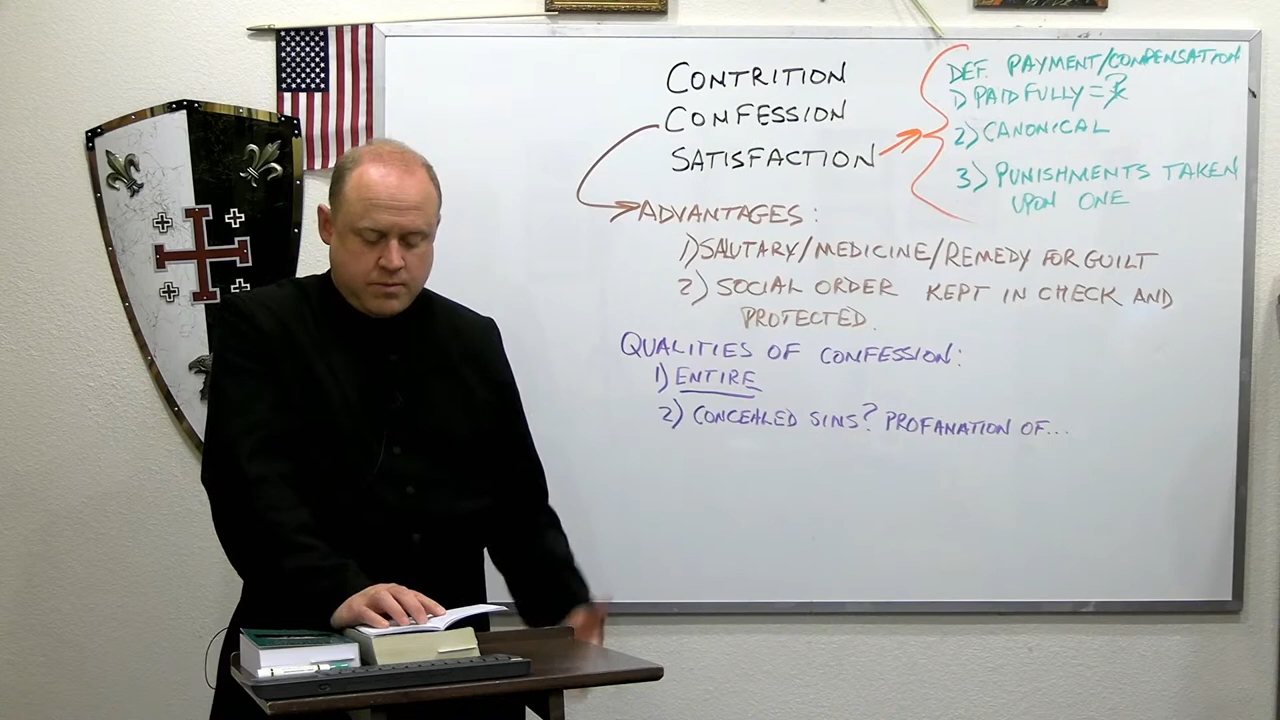 CONTRITION
CONFESSION
SATISFACTION
DEF. PAYMENT/COMPENSATION
1) PAID FULLY = ☧
2) CANONICAL
3) PUNISHMENTS TAKEN
UPON ONE
ADVANTAGES:
1) SALUTARY/MEDICINE/REMEDY FOR GUILT
2) SOCIAL ORDER KEPT IN CHECK AND
PROTECTED.
QUALITIES OF CONFESSION:
1) ENTIRE
2) CONCEALED SINS? PROFANATION OF...